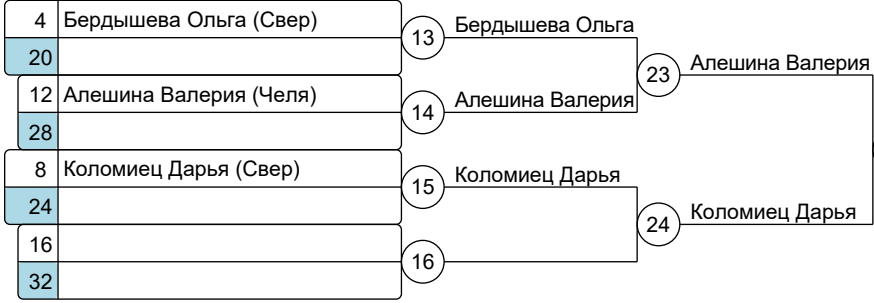 4 Бердышева Ольга (Свер)
20
13 Бердышева Ольга
12 Алешина Валерия (Челя)
28
14 Алешина Валерия
23 Алешина Валерия
8 Коломиец Дарья (Свер)
24
15 Коломиец Дарья
16
32
16
24 Коломиец Дарья